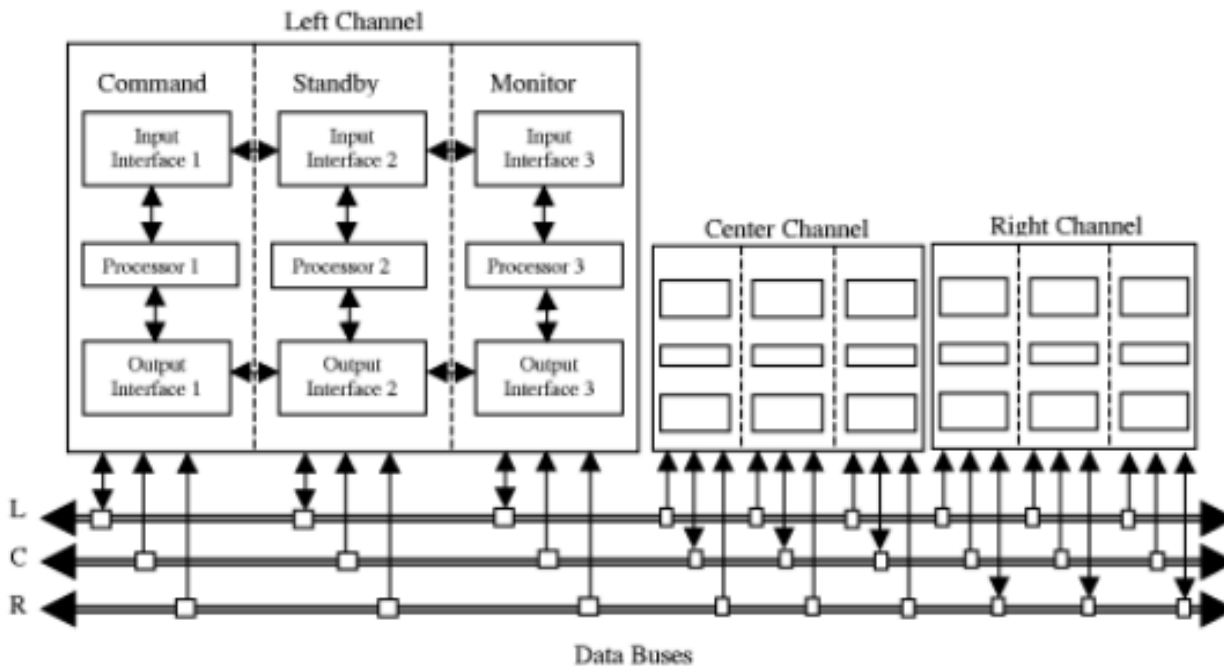 Left Channel
Command Standby Monitor
Input Interface 1
Input Interface 2
Input Interface 3
Processor 1
Processor 2
Processor 3
Output Interface 1
Output Interface 2
Output Interface 3
Center Channel
Right Channel
L
C
R
Data Buses